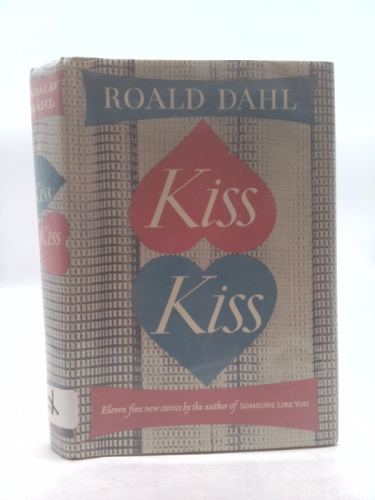 ROALD
DAHL
Kiss
Kiss
ROALD DAHL
Kiss
Kiss
Eleven fine new stories by the author of SOMEONE LIKE YOU